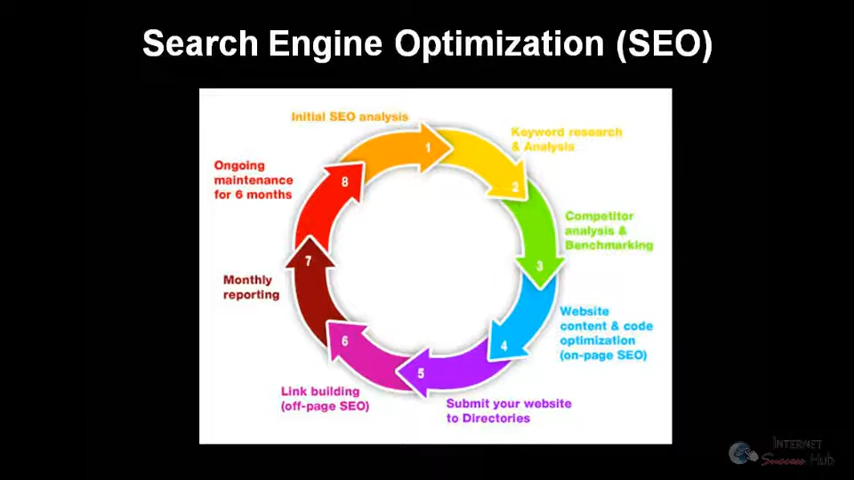 Search Engine Optimization (SEO)
Initial SEO analysis
1
Keyword research
& Analysis
2
Competitor
analysis &
Benchmarking
3
Website
content & code
optimization
(on-page SEO)
4
Submit your website
to Directories
5
Link building
(off-page SEO)
6
Monthly
reporting
7
Ongoing
maintenance
for 6 months
8
INTERNET
Success HUB